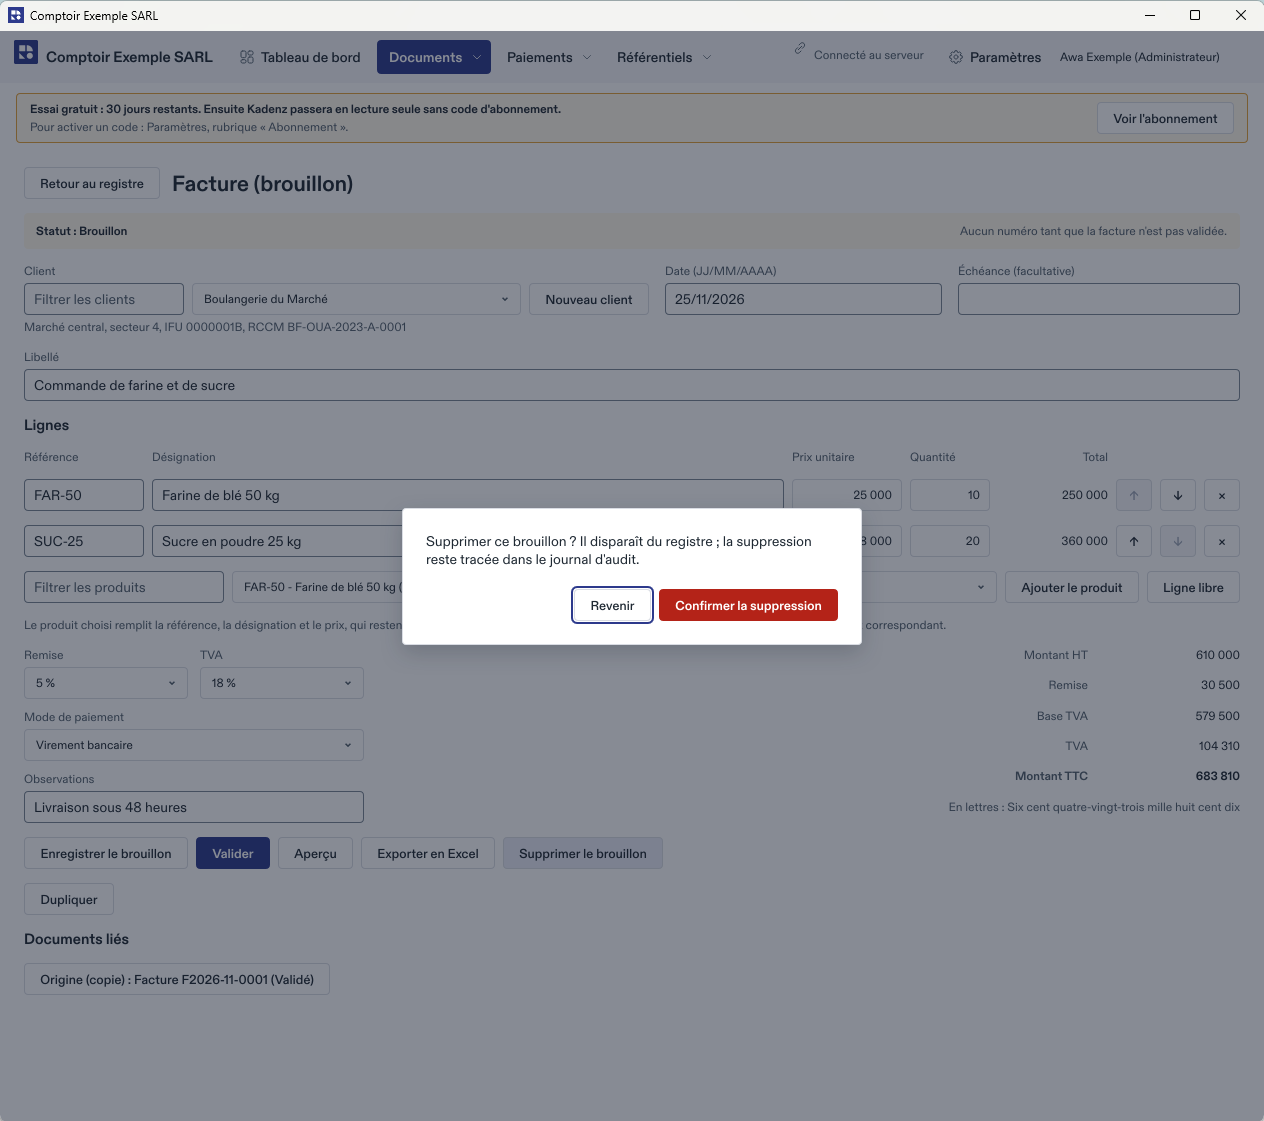 Comptoir Exemple SARL
Comptoir Exemple SARL Tableau de bord Documents Paiements Référentiels Connecté au serveur Paramètres Awa Exemple (Administrateur)
Essai gratuit : 30 jours restants. Ensuite Kadenz passera en lecture seule sans code d'abonnement.
Pour activer un code : Paramètres, rubrique « Abonnement ».
Voir l'abonnement
Retour au registre Facture (brouillon)
Statut : Brouillon Aucun numéro tant que la facture n'est pas validée.
Client Date (JJ/MM/AAAA) Échéance (facultative)
Filtrer les clients Boulangerie du Marché Nouveau client 25/11/2026
Marché central, secteur 4, IFU 0000001B, RCCM BF-OUA-2023-A-0001
Libellé
Commande de farine et de sucre
Lignes
Référence Désignation Prix unitaire Quantité Total
FAR-50 Farine de blé 50 kg 25 000 10 250 000 ↑ ↓ ×
SUC-25 Sucre en poudre 25 kg 8 000 20 360 000 ↑ ↓ ×
Supprimer ce brouillon ? Il disparaît du registre ; la suppression
reste tracée dans le journal d'audit.
Revenir Confirmer la suppression
Filtrer les produits FAR-50 - Farine de blé 50 kg ( Ajouter le produit Ligne libre
Le produit choisi remplit la référence, la désignation et le prix, qui resten correspondant.
Remise TVA
5 % 18 %
Mode de paiement
Virement bancaire
Observations
Livraison sous 48 heures
Montant HT 610 000
Remise 30 500
Base TVA 579 500
TVA 104 310
Montant TTC 683 810
En lettres : Six cent quatre-vingt-trois mille huit cent dix
Enregistrer le brouillon Valider Aperçu Exporter en Excel Supprimer le brouillon
Dupliquer
Documents liés
Origine (copie) : Facture F2026-11-0001 (Validé)